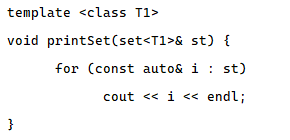 template <class T1>
void printSet(set<T1>& st) {
for (const auto& i : st)
cout << i << endl;
}